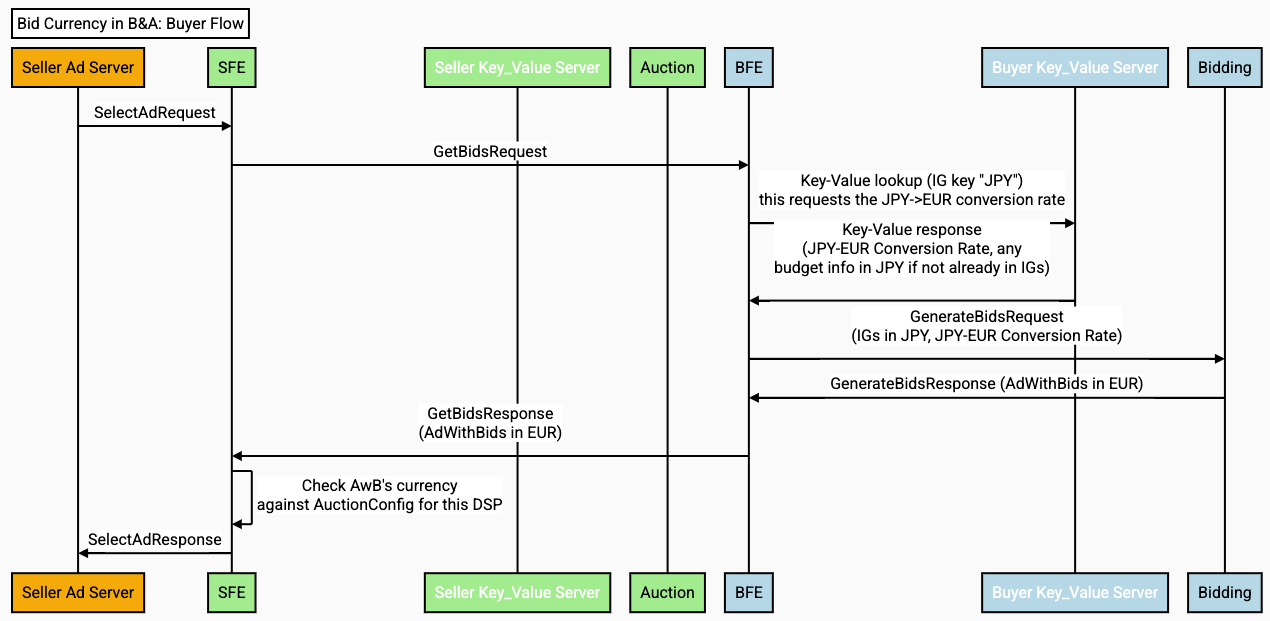 Bid Currency in B&A: Buyer Flow
Seller Ad Server
SFE
Seller Key_Value Server
Auction
BFE
Buyer Key_Value Server
Bidding
SelectAdRequest
GetBidsRequest
Key-Value lookup (IG key "JPY")
this requests the JPY->EUR conversion rate
Key-Value response
(JPY-EUR Conversion Rate, any
budget info in JPY if not already in IGs)
GenerateBidsRequest
(IGs in JPY, JPY-EUR Conversion Rate)
GenerateBidsResponse (AdWithBids in EUR)
GetBidsResponse
(AdWithBids in EUR)
Check AwB's currency
against AuctionConfig for this DSP
SelectAdResponse
Seller Ad Server
SFE
Seller Key_Value Server
Auction
BFE
Buyer Key_Value Server
Bidding